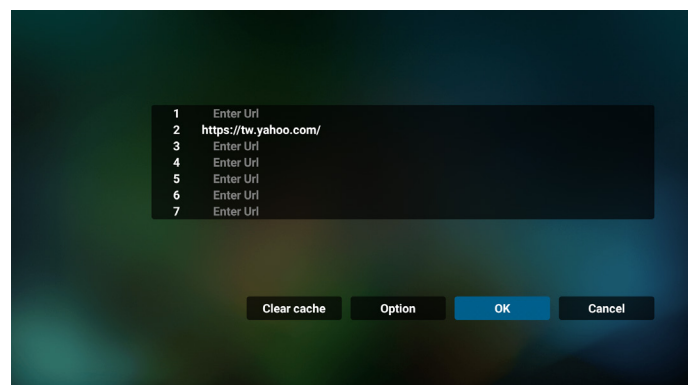 1 Enter Url
2 https://tw.yahoo.com/
3 Enter Url
4 Enter Url
5 Enter Url
6 Enter Url
7 Enter Url
Clear cache Option OK Cancel